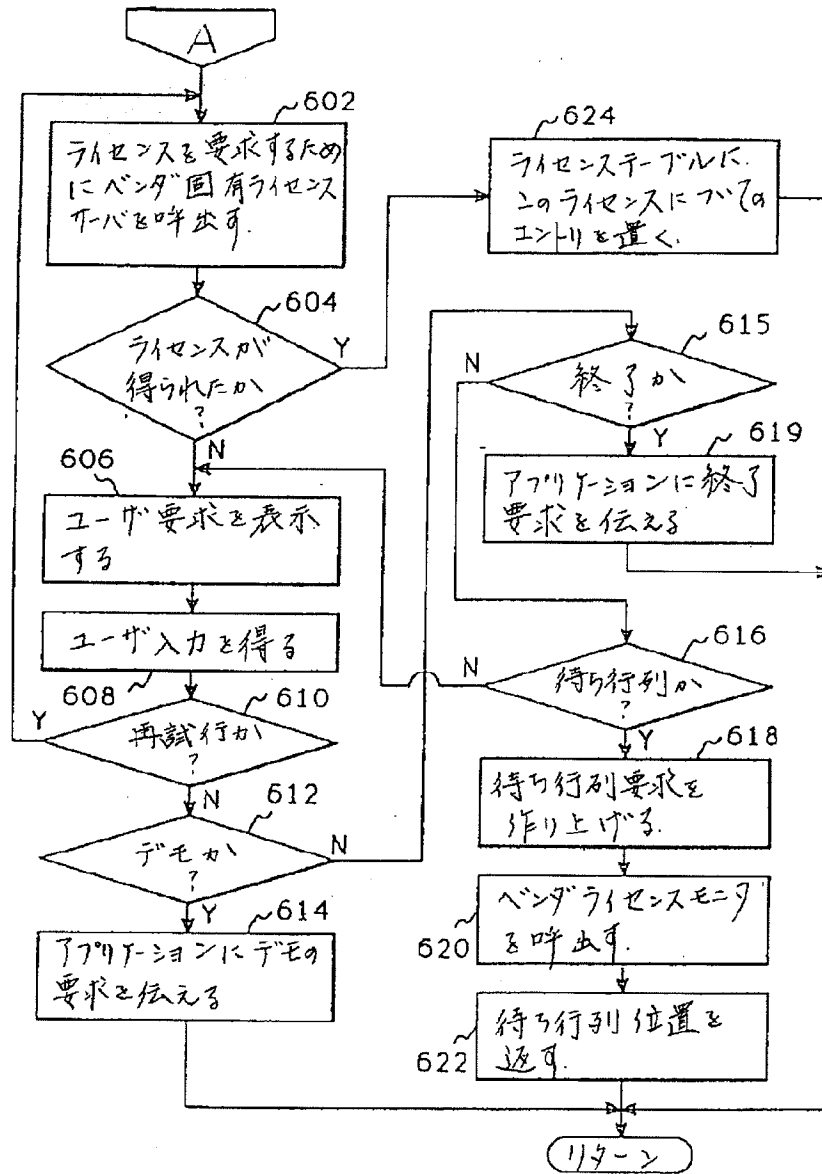 A
602
ライセンスを要求するため
にベンダ固有ライセンス
サーバを呼出す.
604
ライセンスが
得られたか
?
Y
N
606
ユーザ要求を表示
する
ユーザ入力を得る
608
610
Y
再試行か
?
N
612
デモか
?
N
Y
614
アプリケーションにデモの
要求を伝える
624
ライセンステーブルに.
このライセンスについての
エントリを置く.
615
N
終了か
?
Y
619
アプリケーションに終了
要求を伝える
616
N
待ち行列か
?
Y
618
待ち行列要求を
作り上げる.
ベンダライセンスモニタ
を呼出す.
620
待ち行列位置を
返す.
622
リターン